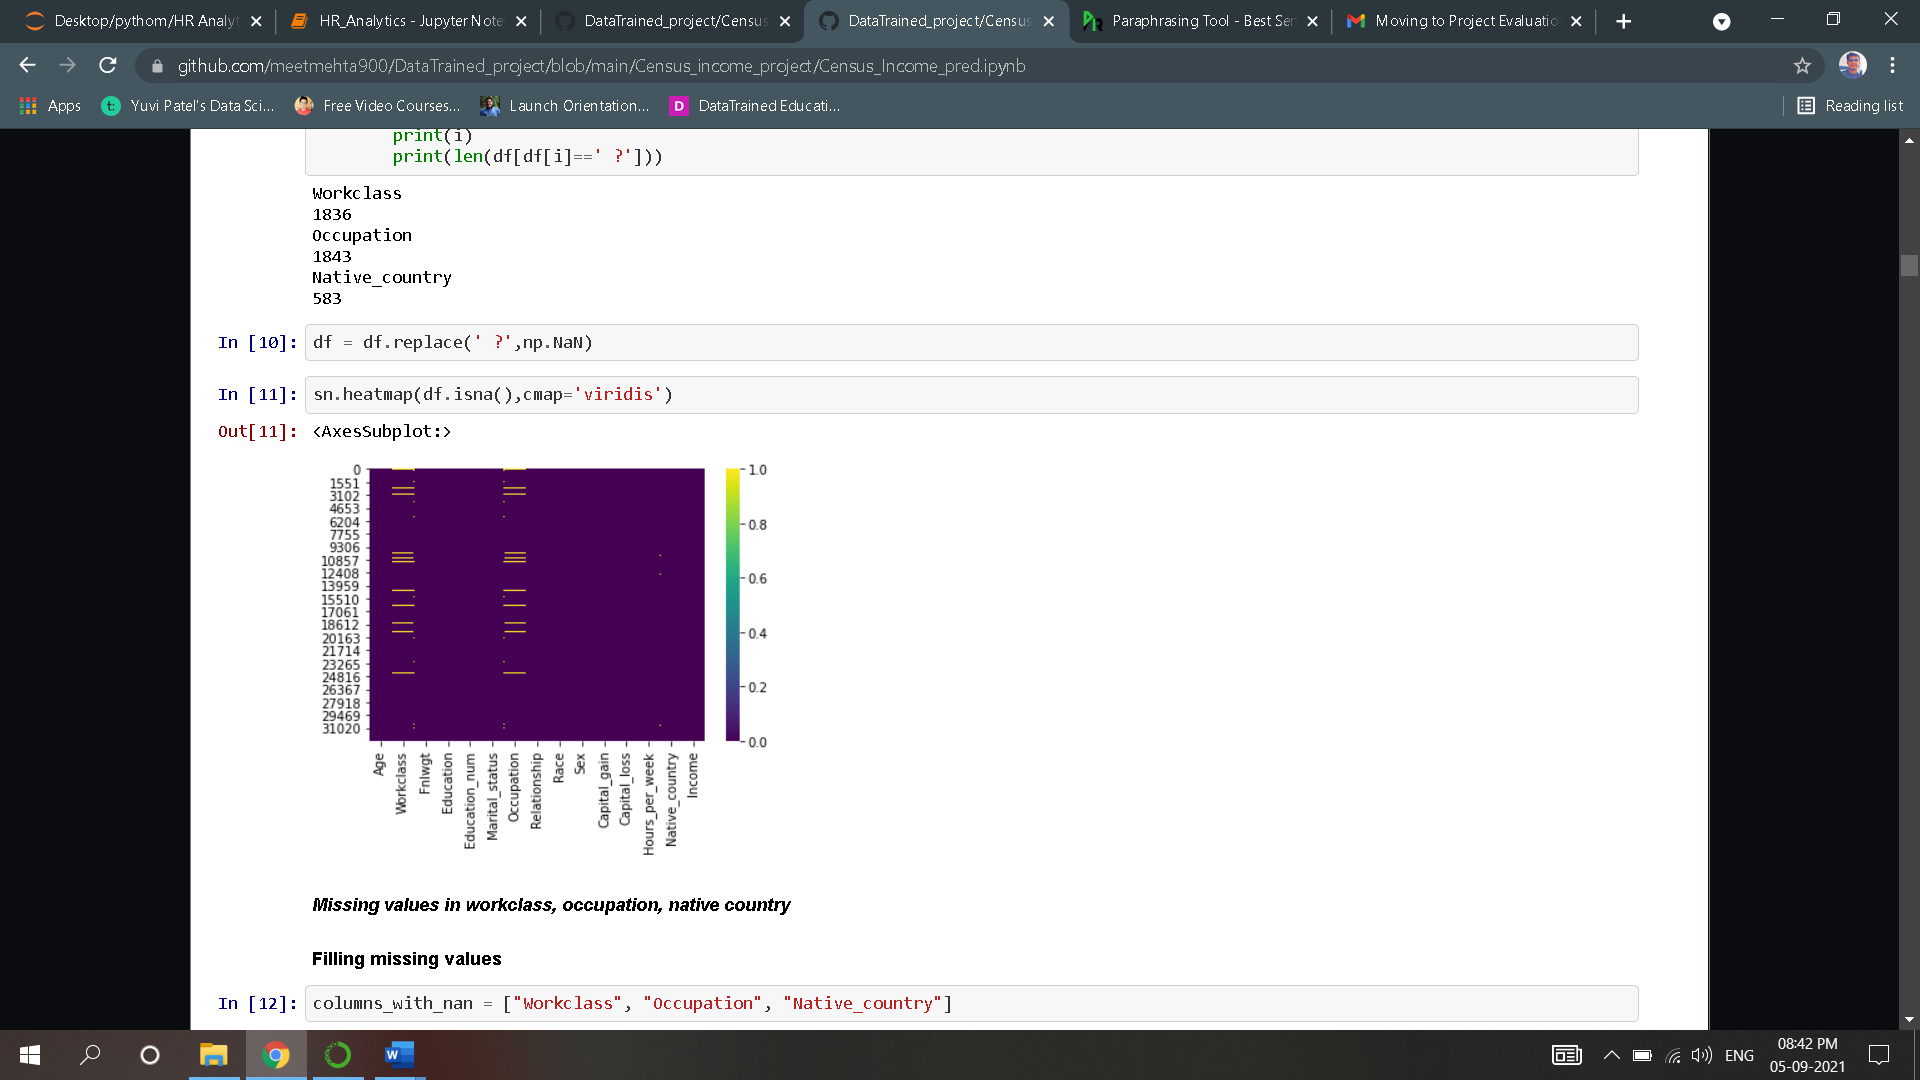 Desktop/python/HR Analyt
HR_Analytics - Jupyter Note
DataTrained_project/Census
DataTrained_project/Census
Paraphrasing Tool - Best Ser
Moving to Project Evaluatio
github.com/meetmehta900/DataTrained_project/blob/main/Census_income_project/Census_Income_pred.ipynb
Apps
Yuvi Patel's Data Sci...
Free Video Courses...
Launch Orientation...
D
DataTrained Educati...
Reading list
print(i)
print(len(df[df[i]==' ?']))
Workclass
1836
Occupation
1843
Native_country
583
In [10]: df = df.replace(' ?',np.NaN)
In [11]: sn.heatmap(df.isna(),cmap='viridis')
Out[11]: <AxesSubplot:>
0
1551
3102
4653
6204
7755
9306
10857
12408
13959
15510
17061
18612
20163
21714
23265
24816
26367
27918
29469
31020
1.0
0.8
0.6
0.4
0.2
0.0
Age
Workclass
Fnlwgt
Education
Education_num
Marital_status
Occupation
Relationship
Race
Sex
Capital_gain
Capital_loss
Hours_per_week
Native_country
Income
Missing values in workclass, occupation, native country
Filling missing values
In [12]: columns_with_nan = ["Workclass", "Occupation", "Native_country"]
ENG
08:42 PM
05-09-2021